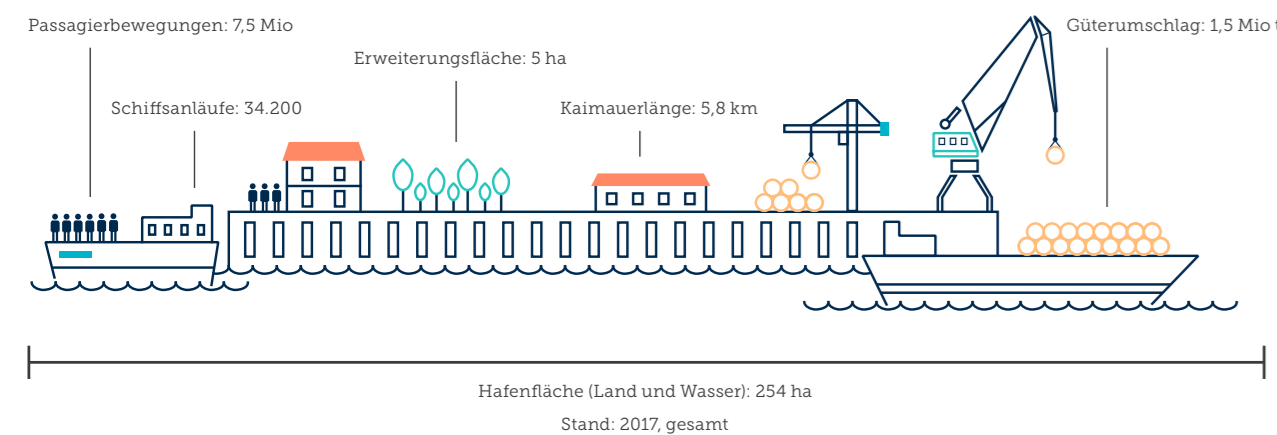 Passagierbewegungen: 7,5 Mio
Güterumschlag: 1,5 Mio t
Erweiterungsfläche: 5 ha
Schiffsanläufe: 34.200
Kaimauerlänge: 5,8 km
Hafenfläche (Land und Wasser): 254 ha
Stand: 2017, gesamt